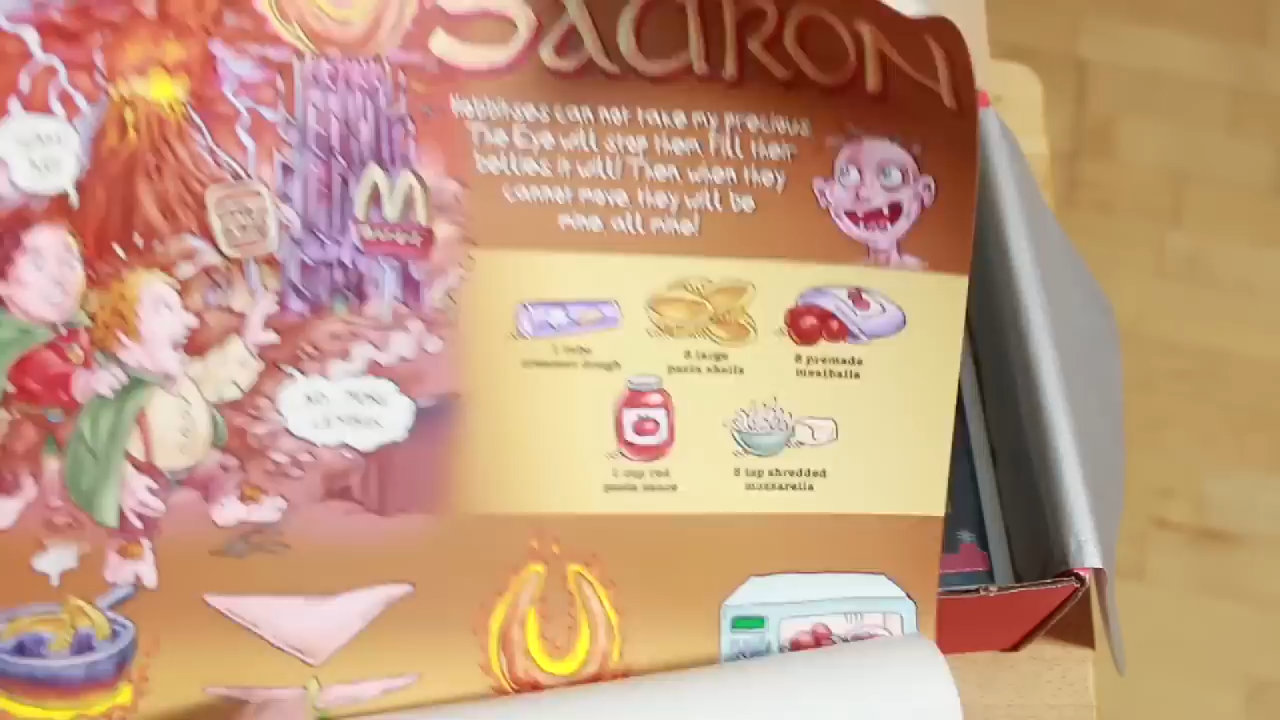 SAURON
Hobbitses can not take my precious.
The Eye will stop them. Fill their
bellies it will! Then, when they
cannot move, they will be
mine, all mine!
1 tube
crescent dough
8 large
pasta shells
8 premade
meatballs
1 cup red
pasta sauce
8 tsp shredded
mozzarella